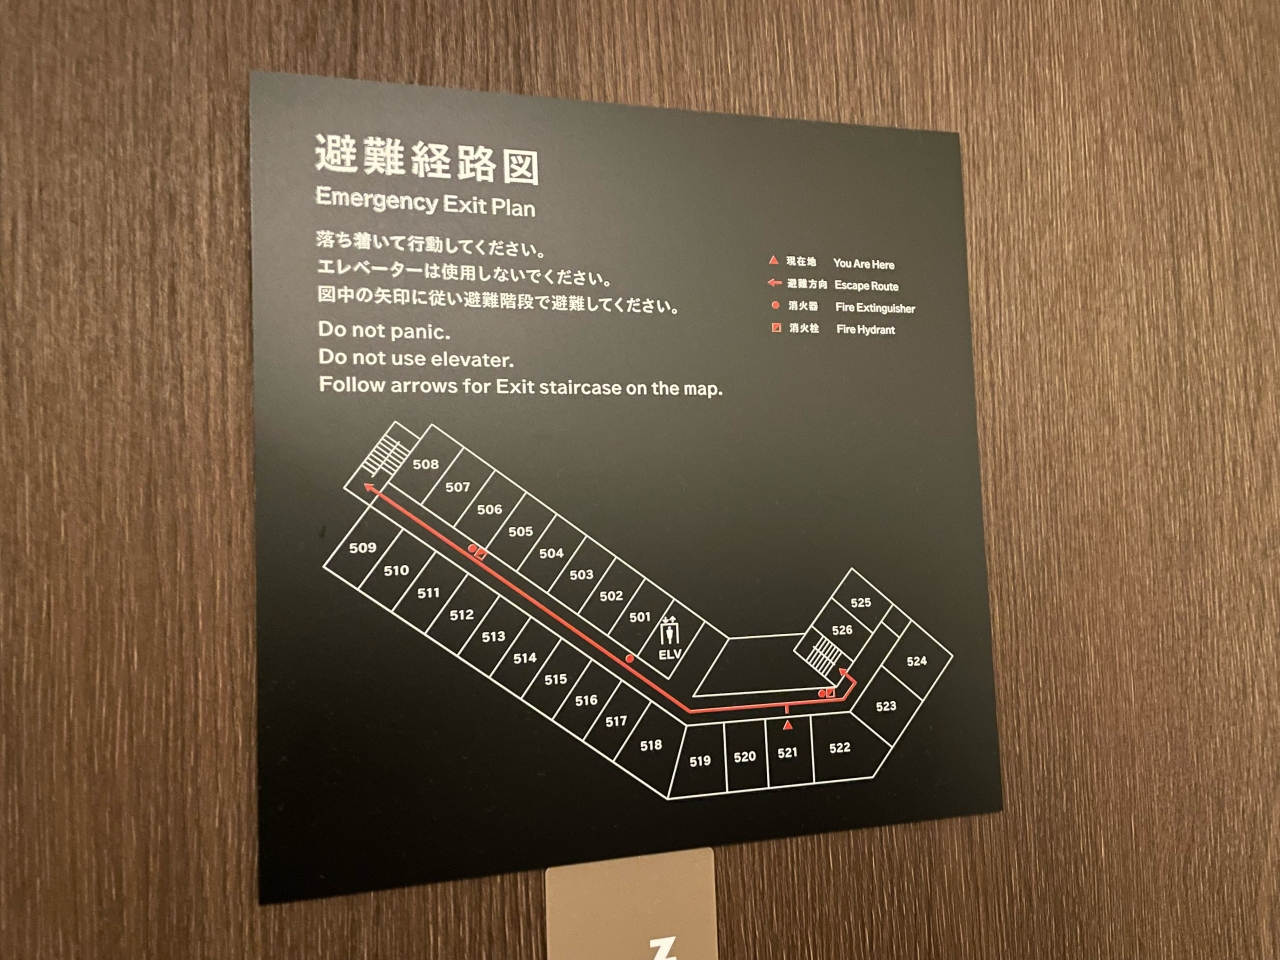 避難経路図
Emergency Exit Plan
落ち着いて行動してください。
エレベーターは使用しないでください。
図中の矢印に従い避難階段で避難してください。
Do not panic.
Do not use elevater.
Follow arrows for Exit staircase on the map.
現在地 You Are Here
避難方向 Escape Route
消火器 Fire Extinguisher
消火栓 Fire Hydrant
508
507
506
505
504
503
502
501
ELV
509
510
511
512
513
514
515
516
517
518
519
520
521
522
523
524
525
526
z